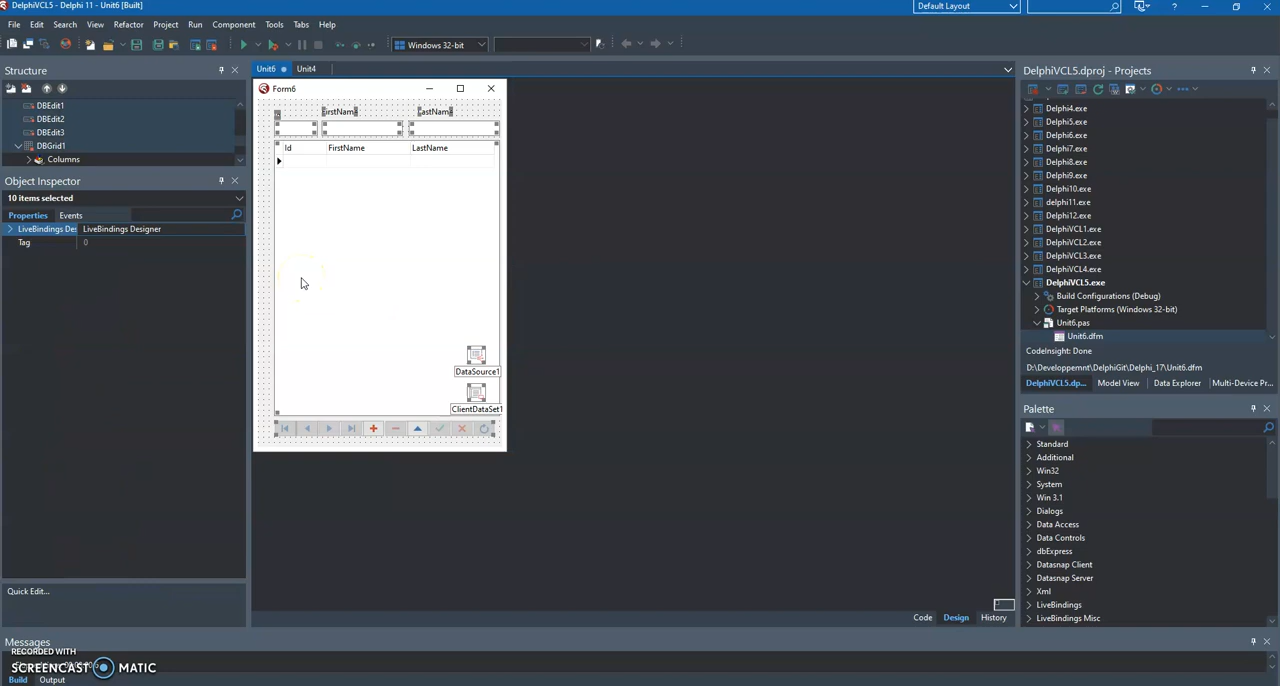 DelphiVCL5 - Delphi 11 - Unit6 [Built]
Default Layout
File Edit Search View Refactor Project Run Component Tools Tabs Help
Windows 32-bit
Structure
DBEdit1
DBEdit2
DBEdit3
DBGrid1
Columns
Object Inspector
10 items selected
Properties Events
LiveBindings Des LiveBindings Designer
Tag 0
Quick Edit...
Unit6 Unit4
Form6
FirstName LastName
Id FirstName LastName
DataSource1
ClientDataSet1
Code Design History
DelphiVCL5.dproj - Projects
Delphi4.exe
Delphi5.exe
Delphi6.exe
Delphi7.exe
Delphi8.exe
Delphi9.exe
Delphi10.exe
delphi11.exe
Delphi12.exe
DelphiVCL1.exe
DelphiVCL2.exe
DelphiVCL3.exe
DelphiVCL4.exe
DelphiVCL5.exe
Build Configurations (Debug)
Target Platforms (Windows 32-bit)
Unit6.pas
Unit6.dfm
CodeInsight: Done
D:\Developpemnt\DelphiGit\Delphi_17\Unit6.dfm
DelphiVCL5.dp... Model View Data Explorer Multi-Device Pr...
Palette
Standard
Additional
Win32
System
Win 3.1
Dialogs
Data Access
Data Controls
dbExpress
Datasnap Client
Datasnap Server
Xml
LiveBindings
LiveBindings Misc
Messages
RECORDED WITH
SCREENCAST MATIC
Build Output